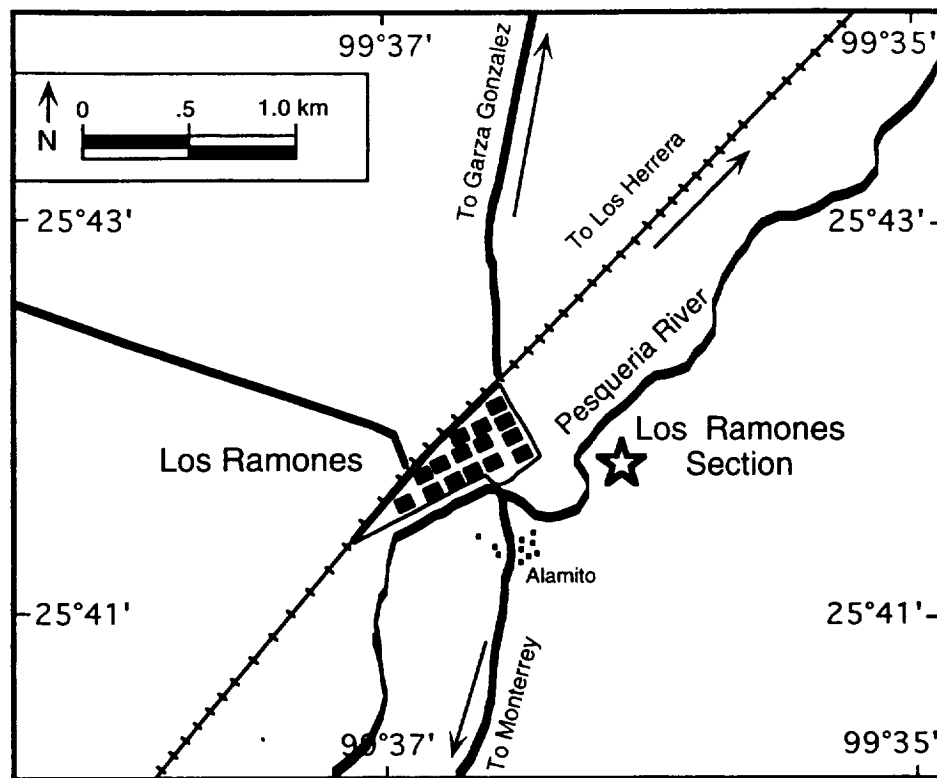 99°37'
99°35'
0 .5 1.0 km
N
To Garza Gonzalez
To Los Herrera
25°43'
25°43'
Pesqueria River
Los Ramones
Los Ramones
Section
Alamito
25°41'
25°41'
To Monterrey
99°37'
99°35'